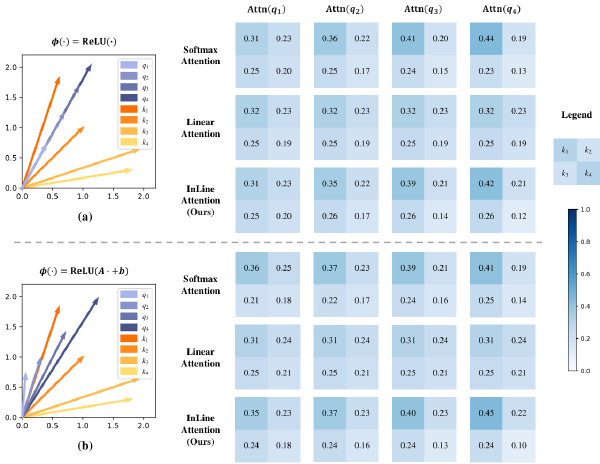 Attn(q₁) Attn(q₂) Attn(q₃) Attn(q₄)
ϕ(·) = ReLU(·)
q₁
q₂
q₃
q₄
k₁
k₂
k₃
k₄
2.0
1.5
1.0
0.5
0.0
0.0 0.5 1.0 1.5 2.0
(a)
Softmax
Attention
0.31 0.23 0.36 0.22 0.41 0.20 0.44 0.19
0.25 0.20 0.25 0.17 0.24 0.15 0.23 0.13
Linear
Attention
0.32 0.23 0.32 0.23 0.32 0.23 0.32 0.23
0.25 0.19 0.25 0.19 0.25 0.19 0.25 0.19
InLine
Attention
(Ours)
0.31 0.23 0.35 0.22 0.39 0.21 0.42 0.21
0.25 0.20 0.26 0.17 0.26 0.14 0.26 0.12
Legend
k₁ k₂
k₃ k₄
1.0
0.8
0.6
0.4
0.2
0.0
ϕ(·) = ReLU(A · +b)
q₁
q₂
q₃
q₄
k₁
k₂
k₃
k₄
2.0
1.5
1.0
0.5
0.0
0.0 0.5 1.0 1.5 2.0
(b)
Softmax
Attention
0.36 0.25 0.37 0.23 0.39 0.21 0.41 0.19
0.21 0.18 0.22 0.17 0.24 0.16 0.25 0.14
Linear
Attention
0.31 0.24 0.31 0.24 0.31 0.24 0.31 0.24
0.25 0.21 0.25 0.21 0.25 0.21 0.25 0.21
InLine
Attention
(Ours)
0.35 0.23 0.37 0.23 0.40 0.23 0.45 0.22
0.24 0.18 0.24 0.16 0.24 0.13 0.24 0.10